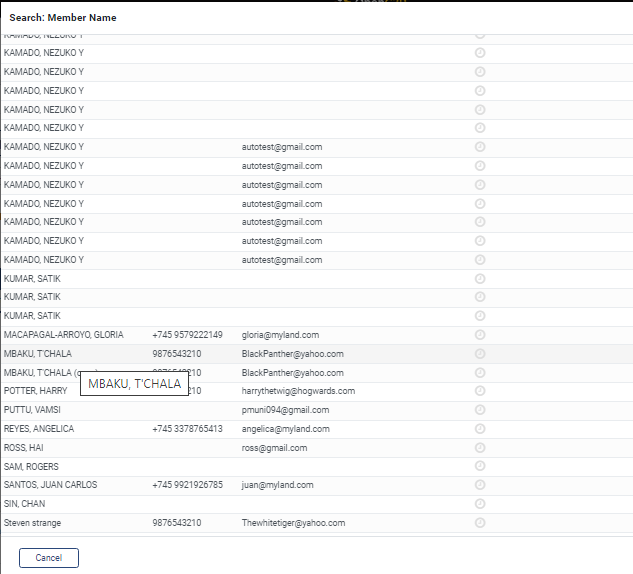 Search: Member Name
KAMADO, NEZUKO Y
KAMADO, NEZUKO Y
KAMADO, NEZUKO Y
KAMADO, NEZUKO Y
KAMADO, NEZUKO Y
KAMADO, NEZUKO Y
KAMADO, NEZUKO Y autotest@gmail.com
KAMADO, NEZUKO Y autotest@gmail.com
KAMADO, NEZUKO Y autotest@gmail.com
KAMADO, NEZUKO Y autotest@gmail.com
KAMADO, NEZUKO Y autotest@gmail.com
KAMADO, NEZUKO Y autotest@gmail.com
KAMADO, NEZUKO Y autotest@gmail.com
KUMAR, SATIK
KUMAR, SATIK
KUMAR, SATIK
MACAPAGAL-ARROYO, GLORIA +745 9579222149 gloria@myland.com
MBAKU, T'CHALA 9876543210 BlackPanther@yahoo.com
MBAKU, T'CHALA BlackPanther@yahoo.com
MBAKU, T'CHALA
POTTER, HARRY harrythetwig@hogwards.com
PUTTU, VAMSI pmuni094@gmail.com
REYES, ANGELICA +745 3378765413 angelica@myland.com
ROSS, HAI ross@gmail.com
SAM, ROGERS
SANTOS, JUAN CARLOS +745 9921926785 juan@myland.com
SIN, CHAN
Steven strange 9876543210 Thewhitetiger@yahoo.com
Cancel